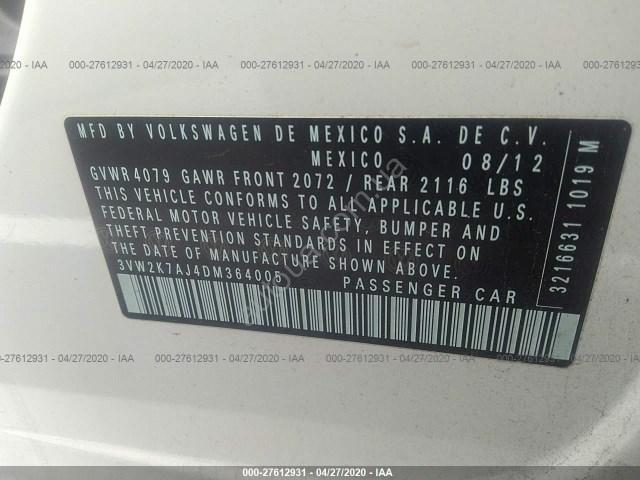 000-27612931 - 04/27/2020 - IAA
000-27612931 - 04/27/2020 - IAA
000-27612931 - 04/27/2020 - IAA
MFD BY VOLKSWAGEN DE MEXICO S.A. DE C.V.
MEXICO 08/12
GVWR 4079 GAWR FRONT 2072 / REAR 2116 LBS
THIS VEHICLE CONFORMS TO ALL APPLICABLE U.S.
FEDERAL MOTOR VEHICLE SAFETY, BUMPER AND
THEFT PREVENTION STANDARDS IN EFFECT ON
THE DATE OF MANUFACTURE SHOWN ABOVE.
3VW2K7AJ4DM364005
PASSENGER CAR
3216631 1019 M
000-27612931 - 04/27/2020 - IAA
000-27612931 - 04/27/2020 - IAA
000-27612931 - 04/27/2020 - IAA
000-27612931 - 04/27/2020 - IAA